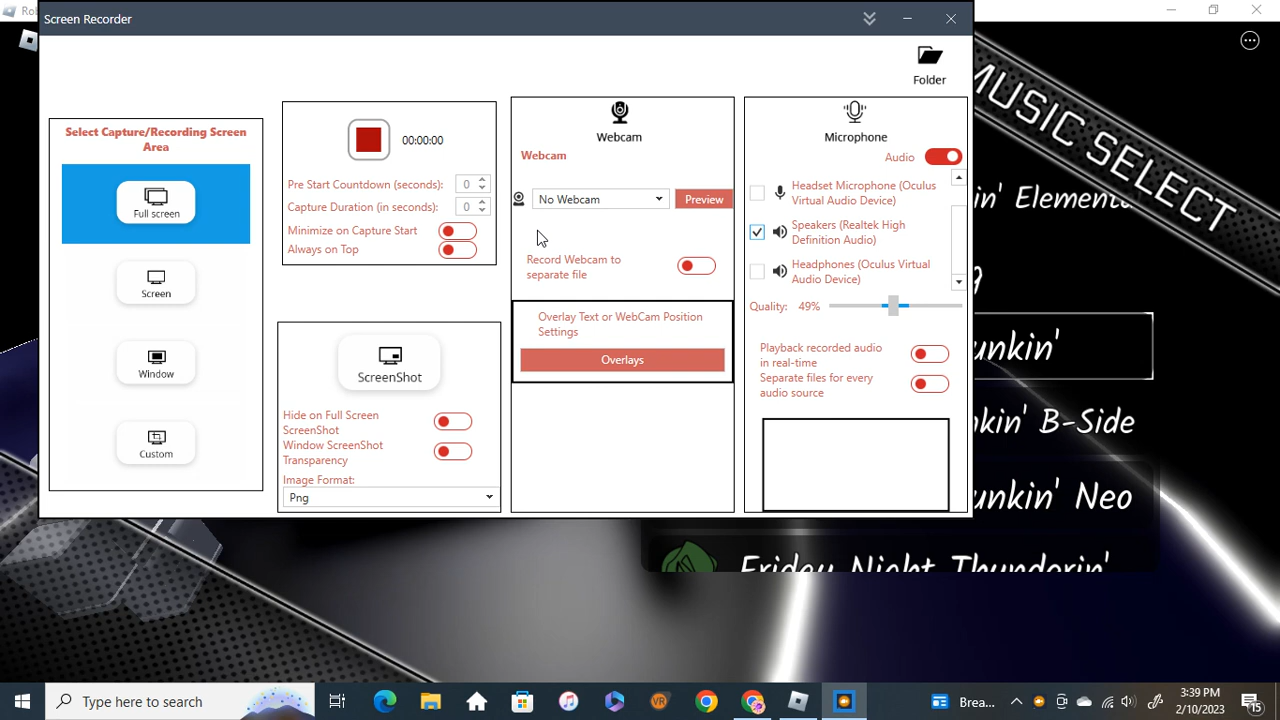 Screen Recorder
Folder
Select Capture/Recording Screen
Area
Full screen
Screen
Window
Custom
00:00:00
Pre Start Countdown (seconds): 0
Capture Duration (in seconds): 0
Minimize on Capture Start
Always on Top
ScreenShot
Hide on Full Screen
ScreenShot
Window ScreenShot
Transparency
Image Format:
Png
Webcam
Webcam
No Webcam
Preview
Record Webcam to
separate file
Overlay Text or WebCam Position
Settings
Overlays
Microphone
Audio
Headset Microphone (Oculus
Virtual Audio Device)
Speakers (Realtek High
Definition Audio)
Headphones (Oculus Virtual
Audio Device)
Quality: 49%
Playback recorded audio
in real-time
Separate files for every
audio source
MUSIC SELECT
unkin'
nkin' B-Side
unkin' Neo
Friday Night Thunderin'
Type here to search
VR
Brea...
3:39 PM
2/10/2023
15